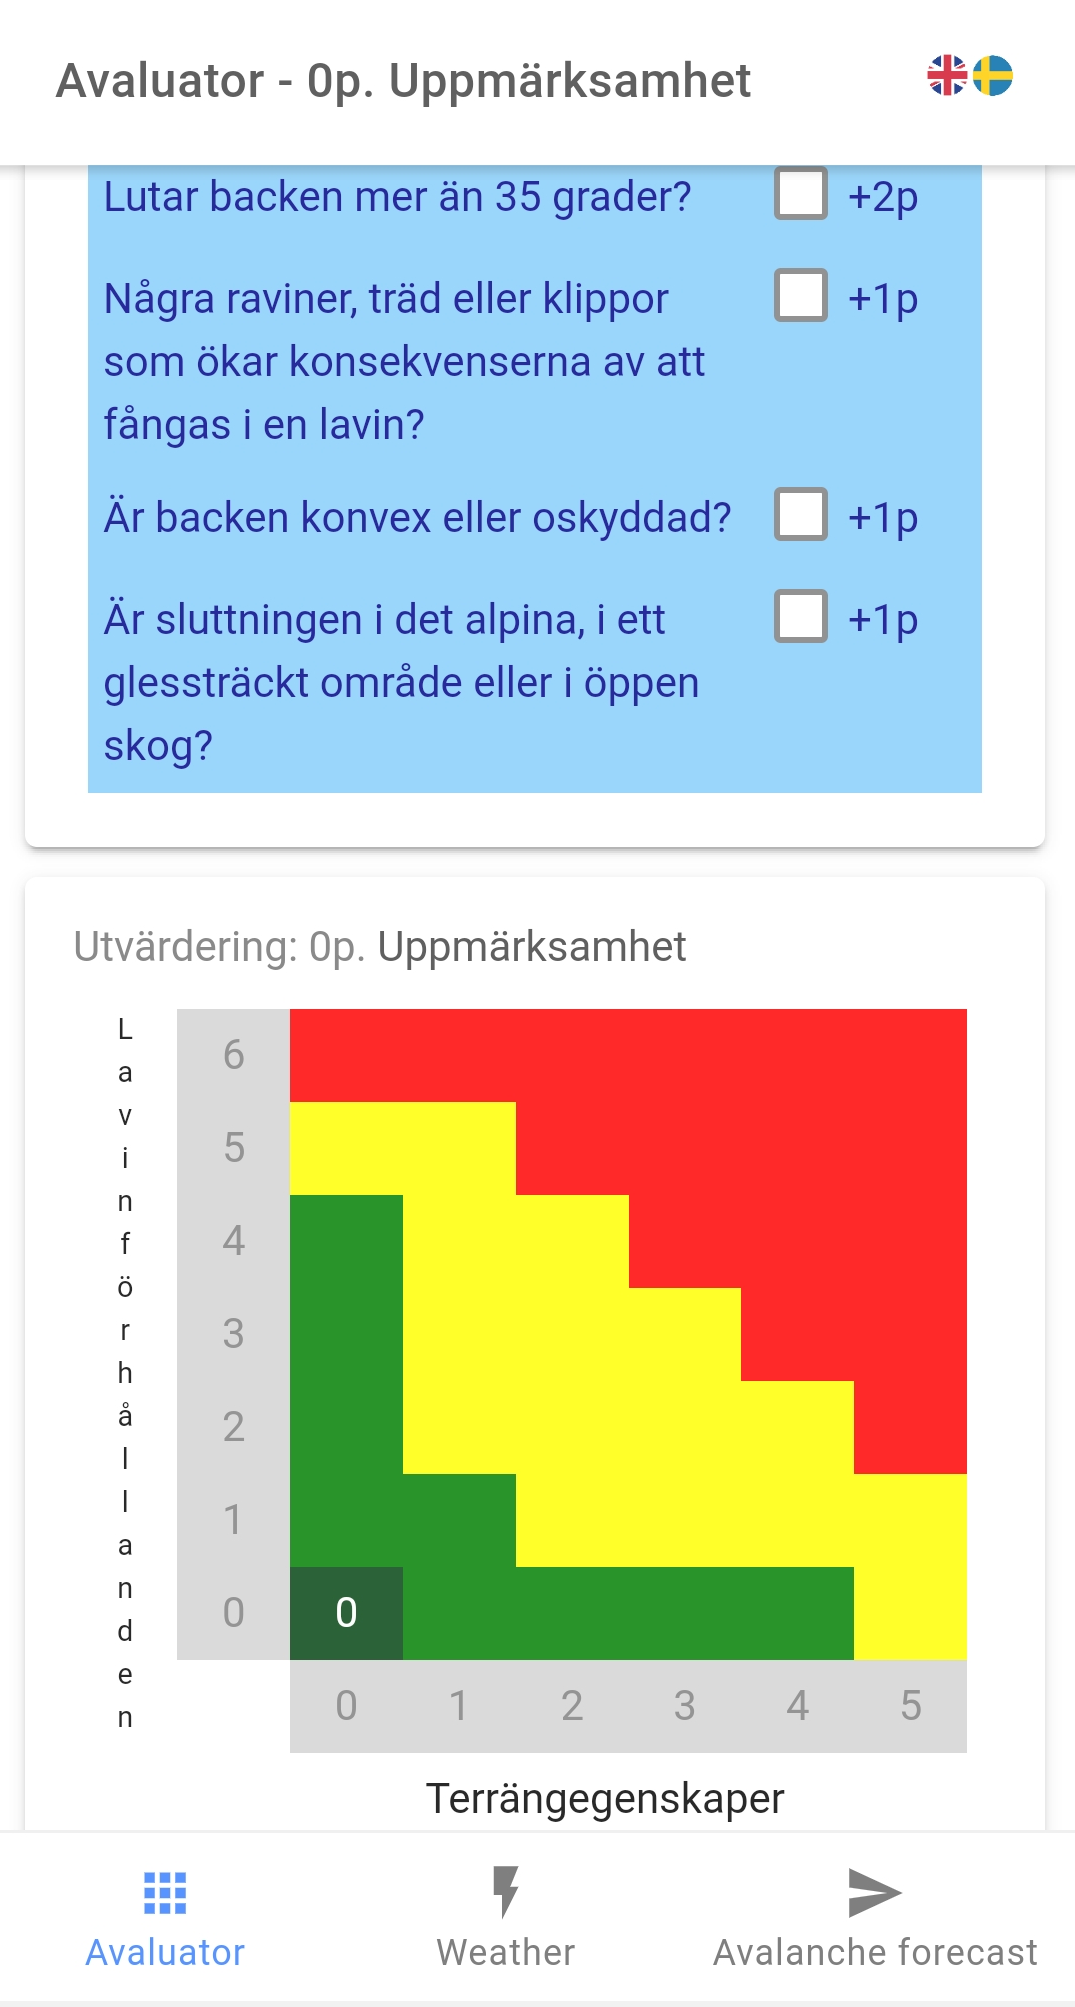 Avaluator - 0p. Uppmärksamhet
Lutar backen mer än 35 grader? +2p
Några raviner, träd eller klippor +1p
som ökar konsekvenserna av att
fångas i en lavin?
Är backen konvex eller oskyddad? +1p
Är sluttningen i det alpina, i ett +1p
glessträckt område eller i öppen
skog?
Utvärdering: 0p. Uppmärksamhet
Lavinförhållanden
6
5
4
3
2
1
0 0
0 1 2 3 4 5
Terrängegenskaper
Avaluator Weather Avalanche forecast